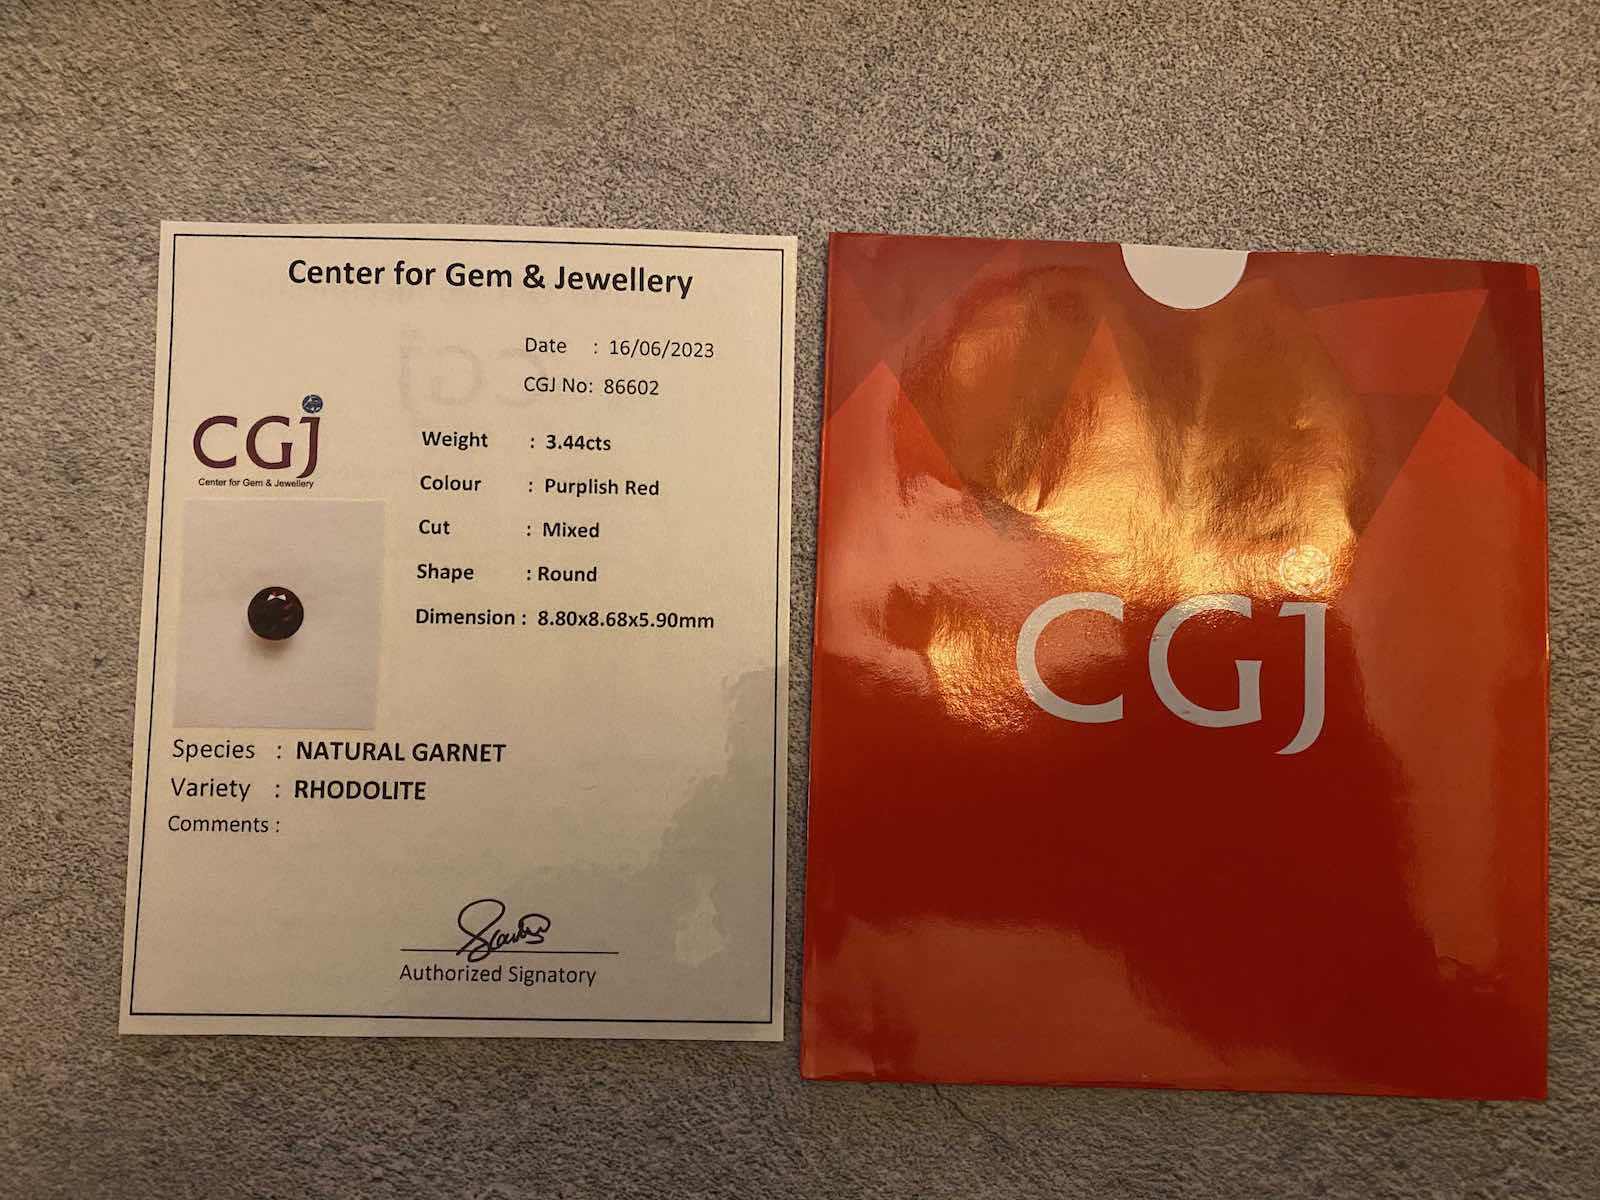 Center for Gem & Jewellery
Date : 16/06/2023
CGJ No: 86602
CGJ
Center for Gem & Jewellery
Weight : 3.44cts
Colour : Purplish Red
Cut : Mixed
Shape : Round
Dimension : 8.80x8.68x5.90mm
Species : NATURAL GARNET
Variety : RHODOLITE
Comments :
Authorized Signatory
CGJ